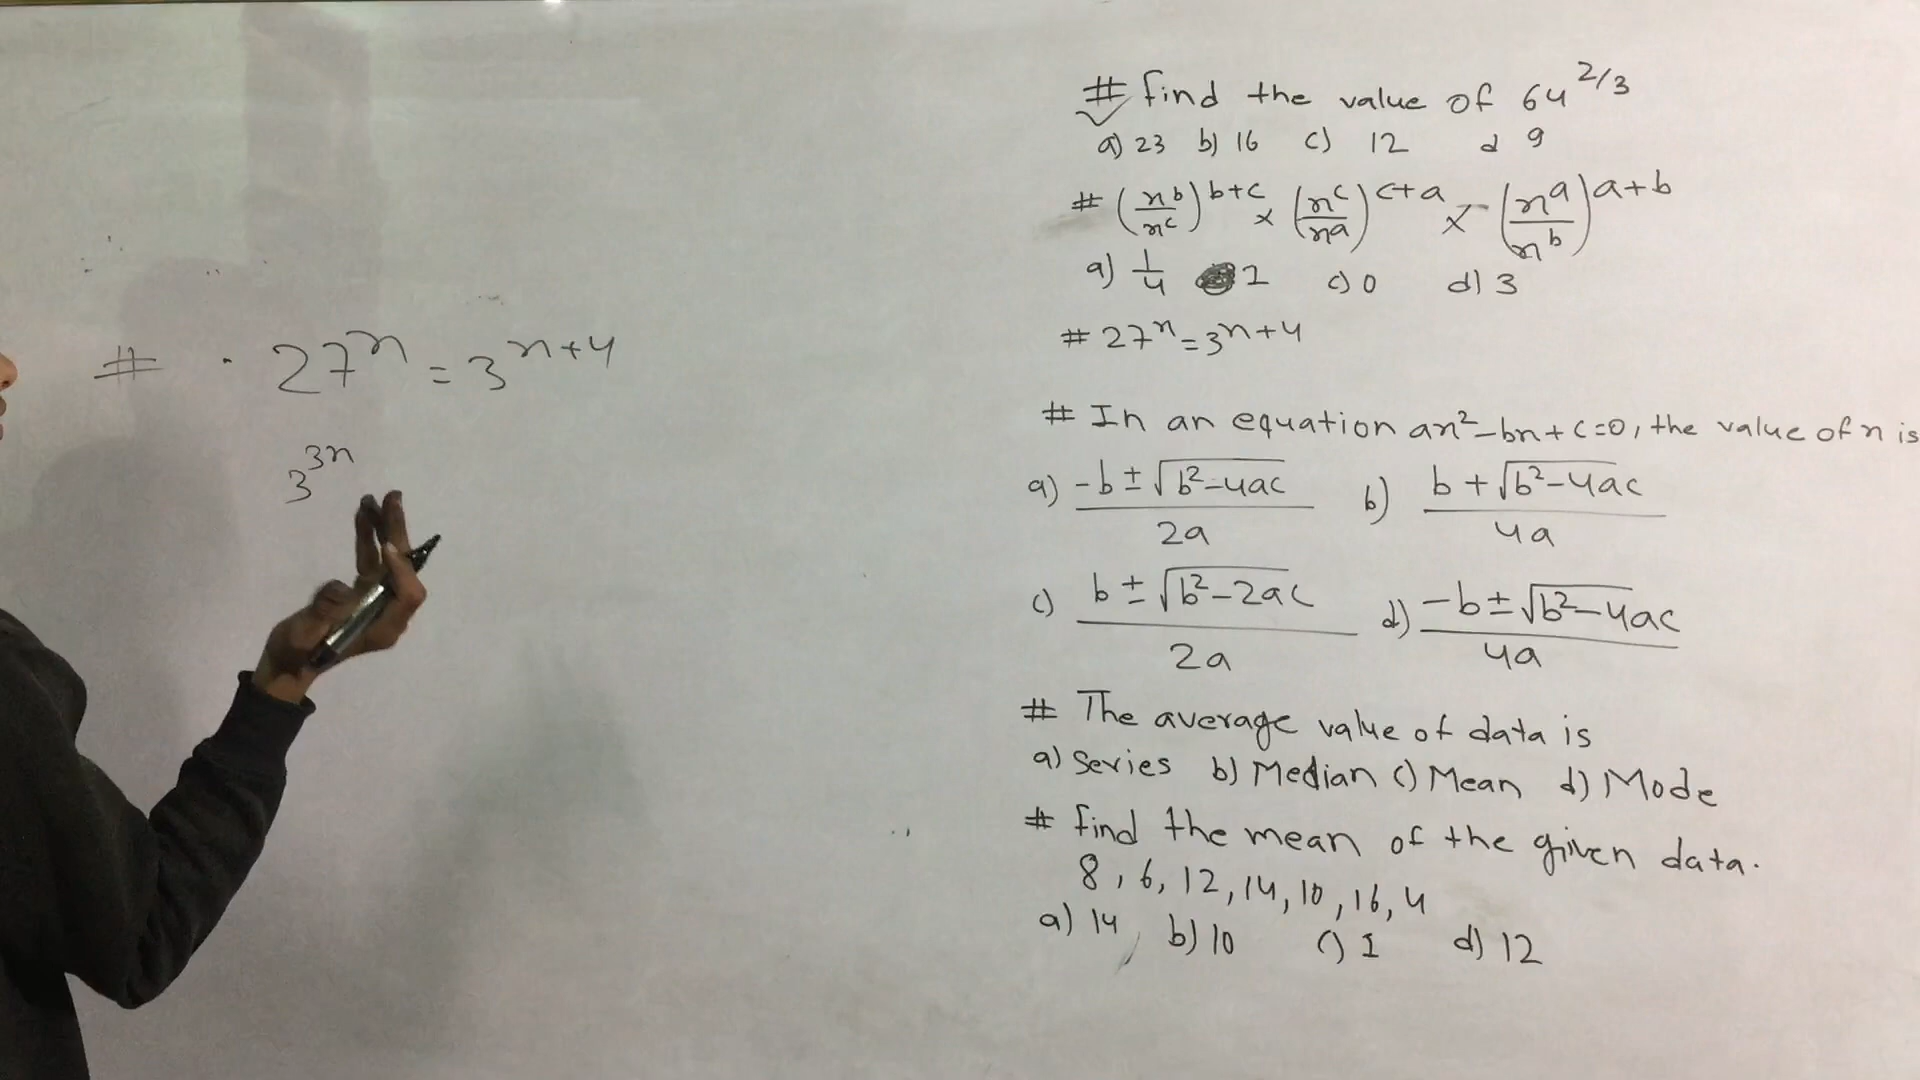 # 27^n = 3^{n+4}
3^{3n}
# find the value of 64^{2/3}
a) 23 b) 16 c) 12 d 9
# (n^b/n^c)^{b+c} × (n^c/n^a)^{c+a} × (n^a/n^b)^{a+b}
a) 1/4 1 c) 0 d) 3
# 27^n = 3^{n+4}
# In an equation an²-bn+c=0, the value of n is
a) (-b±√(b²-4ac))/2a b) (b+√(b²-4ac))/4a
c) (b±√(b²-2ac))/2a d) (-b±√(b²-4ac))/4a
# The average value of data is
a) series b) Median c) Mean d) Mode
# find the mean of the given data.
8, 6, 12, 14, 10, 16, 4
a) 14 b) 10 c) 1 d) 12